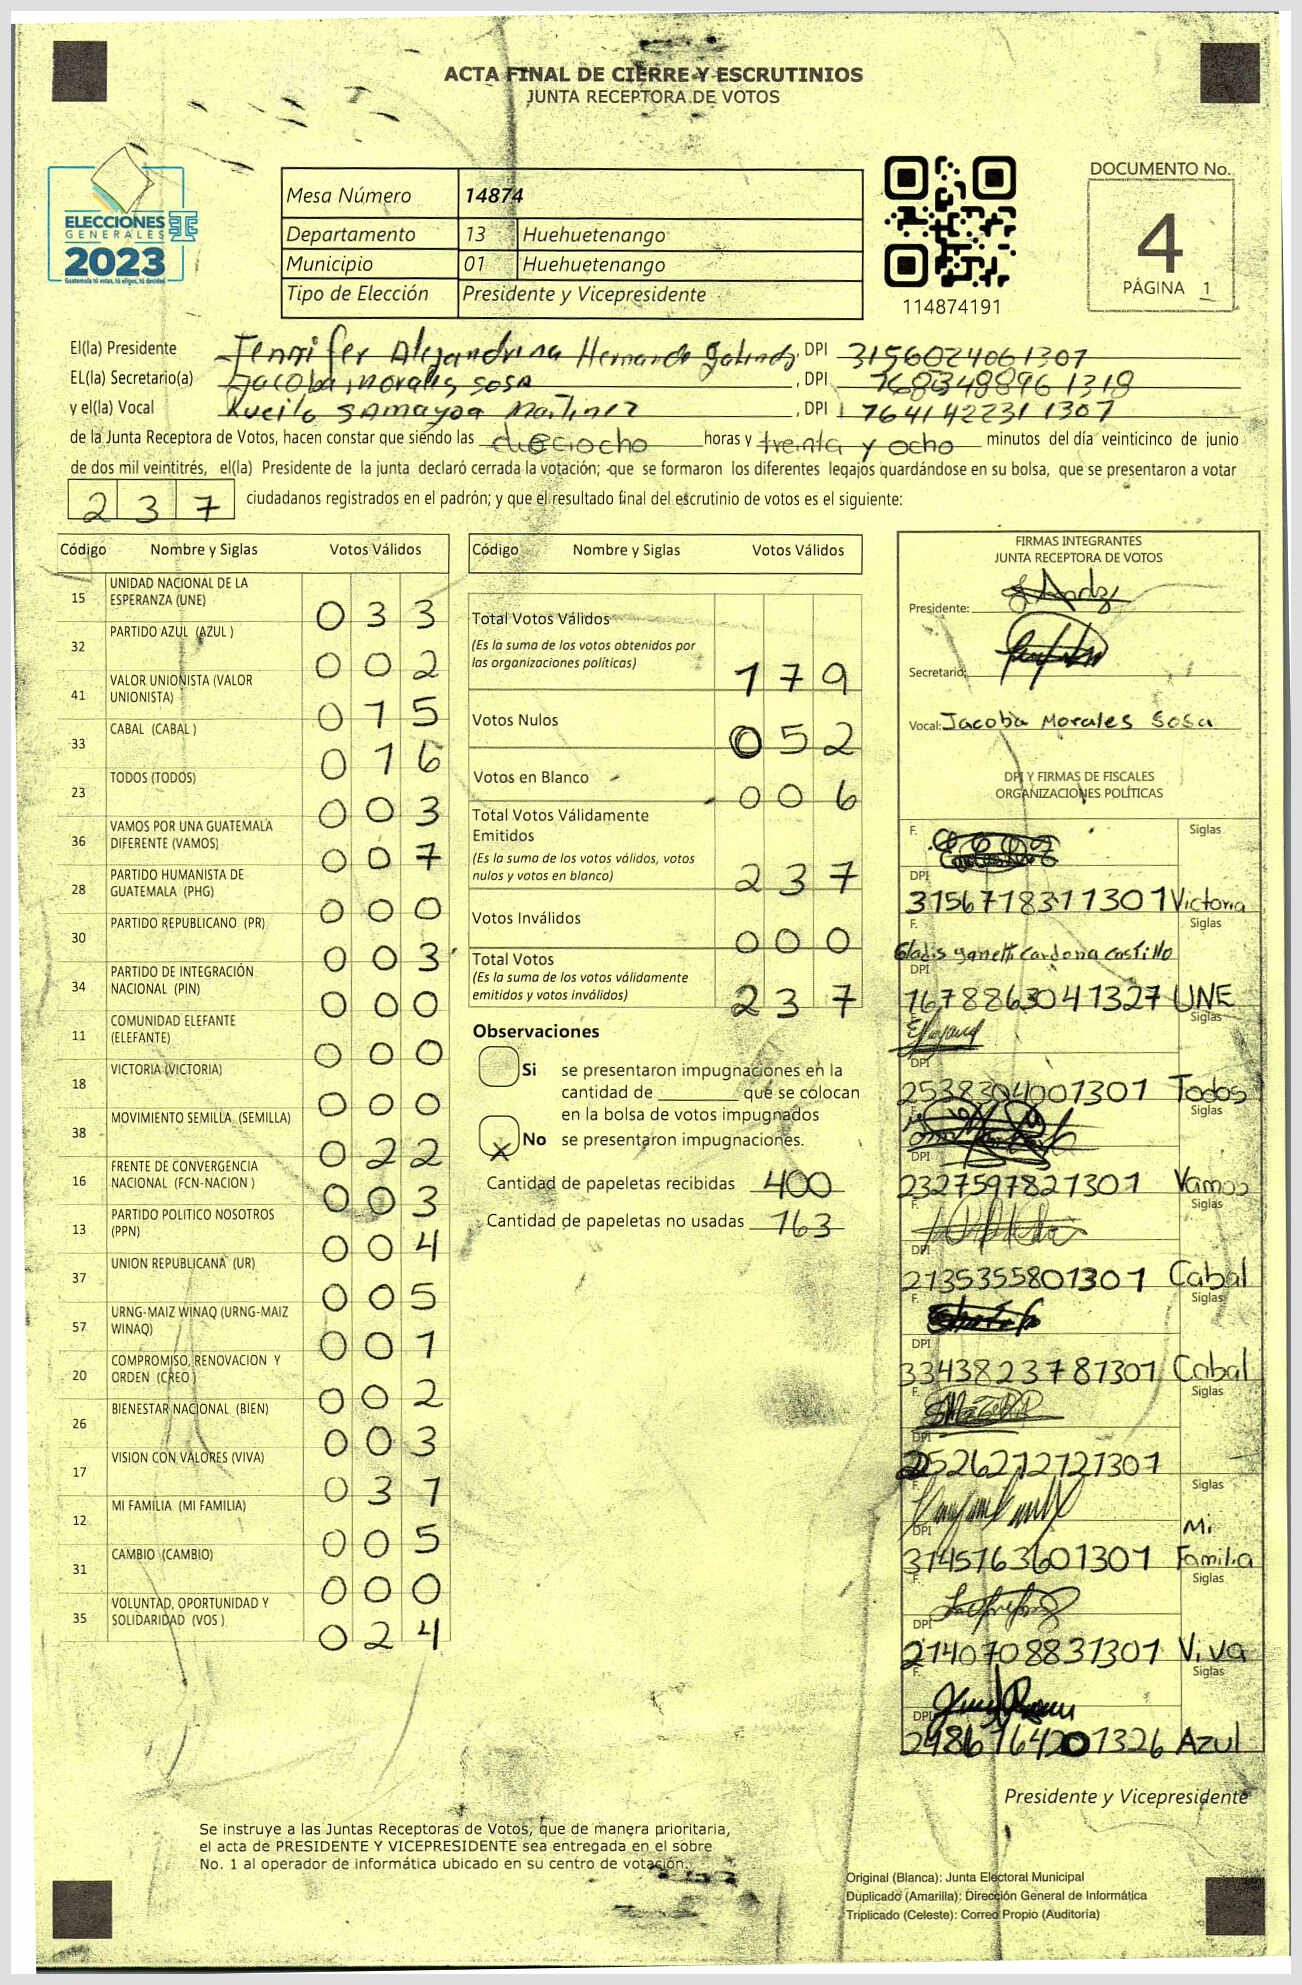 ACTA FINAL DE CIERRE Y ESCRUTINIOS
JUNTA RECEPTORA DE VOTOS
ELECCIONES
GENERALES
2023
Guatemala tú votas, tú eliges, tú decides
Mesa Número 14874
Departamento 13 Huehuetenango
Municipio 01 Huehuetenango
Tipo de Elección Presidente y Vicepresidente
114874191
DOCUMENTO No.
4
PÁGINA 1
El(la) Presidente Jennifer Alejandrina Hernando Galindo, DPI 3156024061307
EL(la) Secretario(a) Jacoba Morales Sosa, DPI 1683488961318
y el(la) Vocal Samayoa Martinez, DPI 1764142231 1307
de la Junta Receptora de Votos, hacen constar que siendo las dieciocho horas y treinta y ocho minutos del día veinticinco de junio
de dos mil veintitrés, el(la) Presidente de la junta declaró cerrada la votación; que se formaron los diferentes legajos quardándose en su bolsa, que se presentaron a votar
237 ciudadanos registrados en el padrón; y que el resultado final del escrutinio de votos es el siguiente:
Código Nombre y Siglas Votos Válidos
15 UNIDAD NACIONAL DE LA ESPERANZA (UNE) 033
32 PARTIDO AZUL (AZUL ) 002
41 VALOR UNIONISTA (VALOR UNIONISTA) 015
33 CABAL (CABAL ) 016
23 TODOS (TODOS) 003
36 VAMOS POR UNA GUATEMALA DIFERENTE (VAMOS) 007
28 PARTIDO HUMANISTA DE GUATEMALA (PHG) 000
30 PARTIDO REPUBLICANO (PR) 003
34 PARTIDO DE INTEGRACIÓN NACIONAL (PIN) 000
11 COMUNIDAD ELEFANTE (ELEFANTE) 000
18 VICTORIA (VICTORIA) 000
38 MOVIMIENTO SEMILLA (SEMILLA) 022
16 FRENTE DE CONVERGENCIA NACIONAL (FCN-NACION ) 003
13 PARTIDO POLITICO NOSOTROS (PPN) 004
37 UNION REPUBLICANA (UR) 005
57 URNG-MAIZ WINAQ (URNG-MAIZ WINAQ) 001
20 COMPROMISO, RENOVACION Y ORDEN (CREO ) 002
26 BIENESTAR NACIONAL (BIEN) 003
17 VISION CON VALORES (VIVA) 031
12 MI FAMILIA (MI FAMILIA) 005
31 CAMBIO (CAMBIO) 000
35 VOLUNTAD, OPORTUNIDAD Y SOLIDARIDAD (VOS ) 024
Código Nombre y Siglas Votos Válidos
Total Votos Válidos 179
(Es la suma de los votos obtenidos por
las organizaciones políticas)
Votos Nulos 052
Votos en Blanco 006
Total Votos Válidamente
Emitidos 237
(Es la suma de los votos válidos, votos
nulos y votos en blanco)
Votos Inválidos 000
Total Votos 237
(Es la suma de los votos válidamente
emitidos y votos inválidos)
Observaciones
Si se presentaron impugnaciones en la
cantidad de ________ que se colocan
en la bolsa de votos impugnados
X No se presentaron impugnaciones.
Cantidad de papeletas recibidas 400
Cantidad de papeletas no usadas 163
FIRMAS INTEGRANTES
JUNTA RECEPTORA DE VOTOS
Presidente:
Secretario:
Vocal: Jacoba Morales Sosa
DPI Y FIRMAS DE FISCALES
ORGANIZACIONES POLÍTICAS
F. Siglas
DPI
3156718311301 Victoria
F. Siglas
Gladis Yaneth Cardona Castillo
DPI
1678863041327 UNE
Siglas
DPI
2538304001301 Todos
Siglas
DPI
2327597821301 Vamos
F. Siglas
DPI
2135355801301 Cabal
F. Siglas
DPI
3343823781301 Cabal
F. Siglas
DPI
2526212721301
F. Siglas
DPI
3145163601301 Mi Familia
F. Siglas
DPI
2140708831301 Viva
F. Siglas
DPI
2986164201326 Azul
Presidente y Vicepresidente
Se instruye a las Juntas Receptoras de Votos, que de manera prioritaria,
el acta de PRESIDENTE Y VICEPRESIDENTE sea entregada en el sobre
No. 1 al operador de informática ubicado en su centro de votación.
Original (Blanca): Junta Electoral Municipal
Duplicado (Amarilla): Dirección General de Informática
Triplicado (Celeste): Correo Propio (Auditoría)